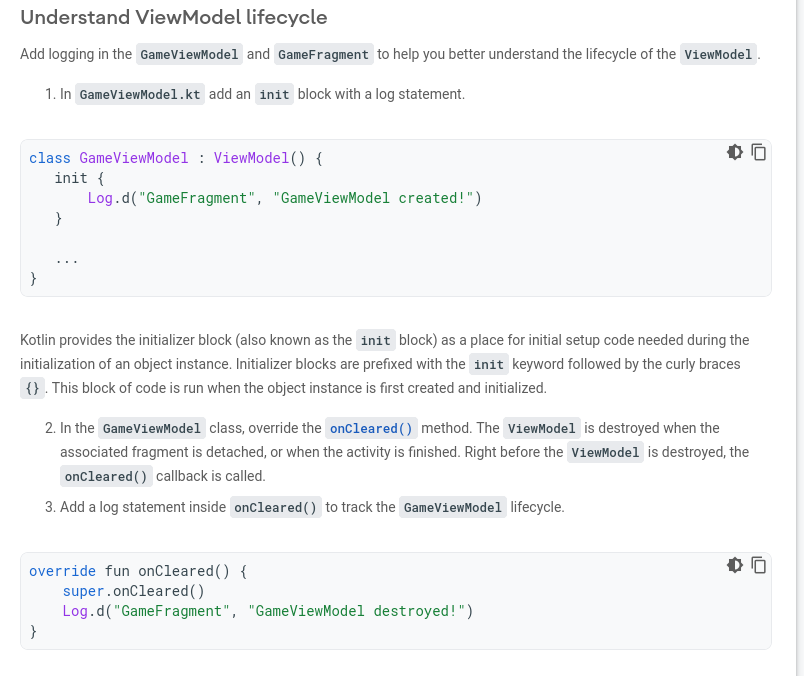 Understand ViewModel lifecycle
Add logging in the GameViewModel and GameFragment to help you better understand the lifecycle of the ViewModel.
1. In GameViewModel.kt add an init block with a log statement.
class GameViewModel : ViewModel() {
   init {
       Log.d("GameFragment", "GameViewModel created!")
   }
   ...
}
Kotlin provides the initializer block (also known as the init block) as a place for initial setup code needed during the
initialization of an object instance. Initializer blocks are prefixed with the init keyword followed by the curly braces
{}. This block of code is run when the object instance is first created and initialized.
2. In the GameViewModel class, override the onCleared() method. The ViewModel is destroyed when the
associated fragment is detached, or when the activity is finished. Right before the ViewModel is destroyed, the
onCleared() callback is called.
3. Add a log statement inside onCleared() to track the GameViewModel lifecycle.
override fun onCleared() {
    super.onCleared()
    Log.d("GameFragment", "GameViewModel destroyed!")
}